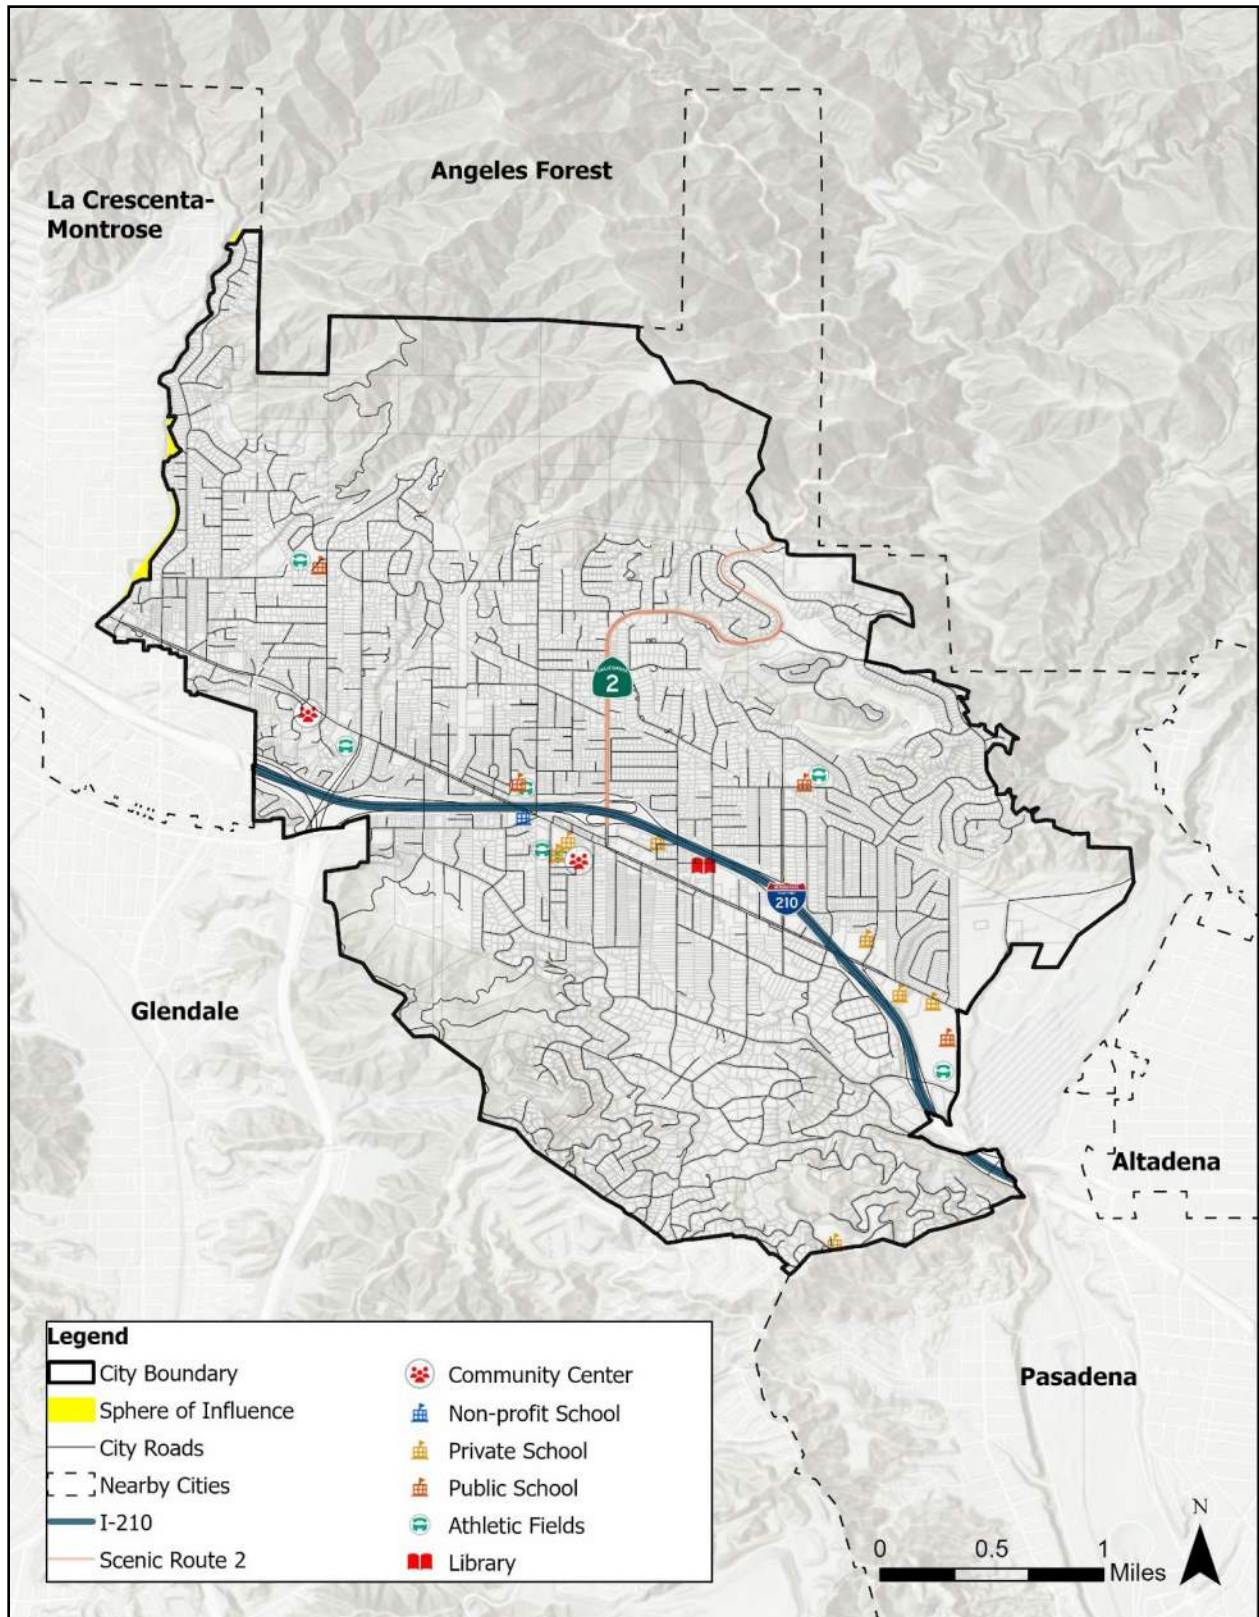 Angeles Forest
La Crescenta-
Montrose
2
210
Glendale
Altadena
Pasadena
Legend
City Boundary
Sphere of Influence
City Roads
Nearby Cities
I-210
Scenic Route 2
Community Center
Non-profit School
Private School
Public School
Athletic Fields
Library
N
0 0.5 1
Miles